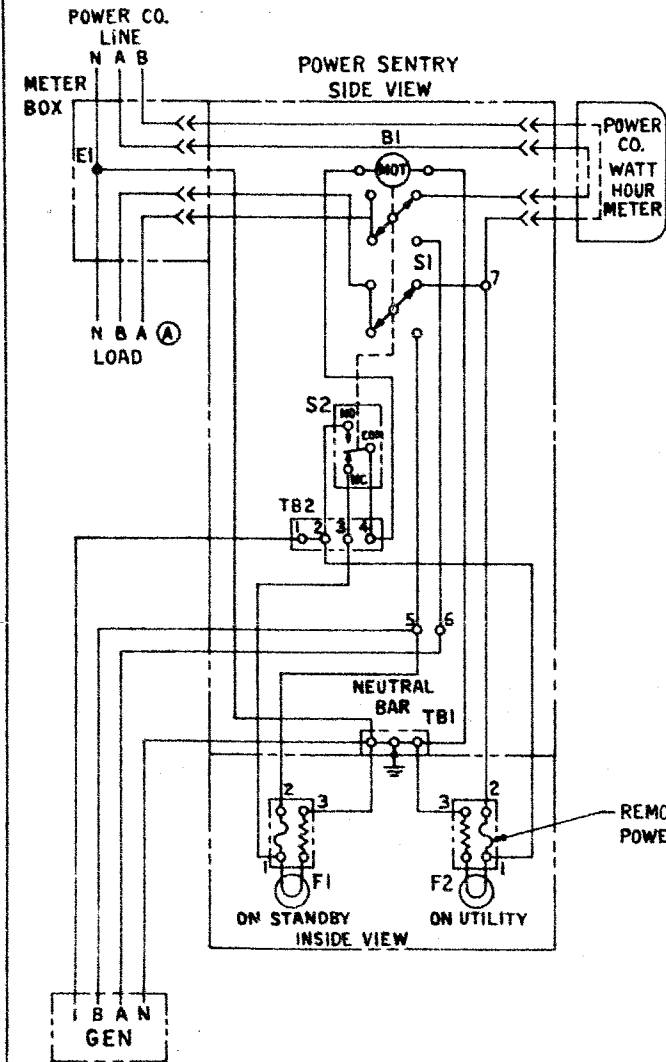 POWER CO.
LINE
N A B
METER
BOX
POWER SENTRY
SIDE VIEW
B1
MOT
POWER
CO.
WATT
HOUR
METER
E1
S1
7
N B A (A)
LOAD
S2
NO
COM
NC
TB2
1 2 3 4
5 6
NEUTRAL
BAR
TB1
2 3
3 2
REMO
POWE
1 F1
F2 1
ON STANDBY
ON UTILITY
INSIDE VIEW
1 B A N
GEN